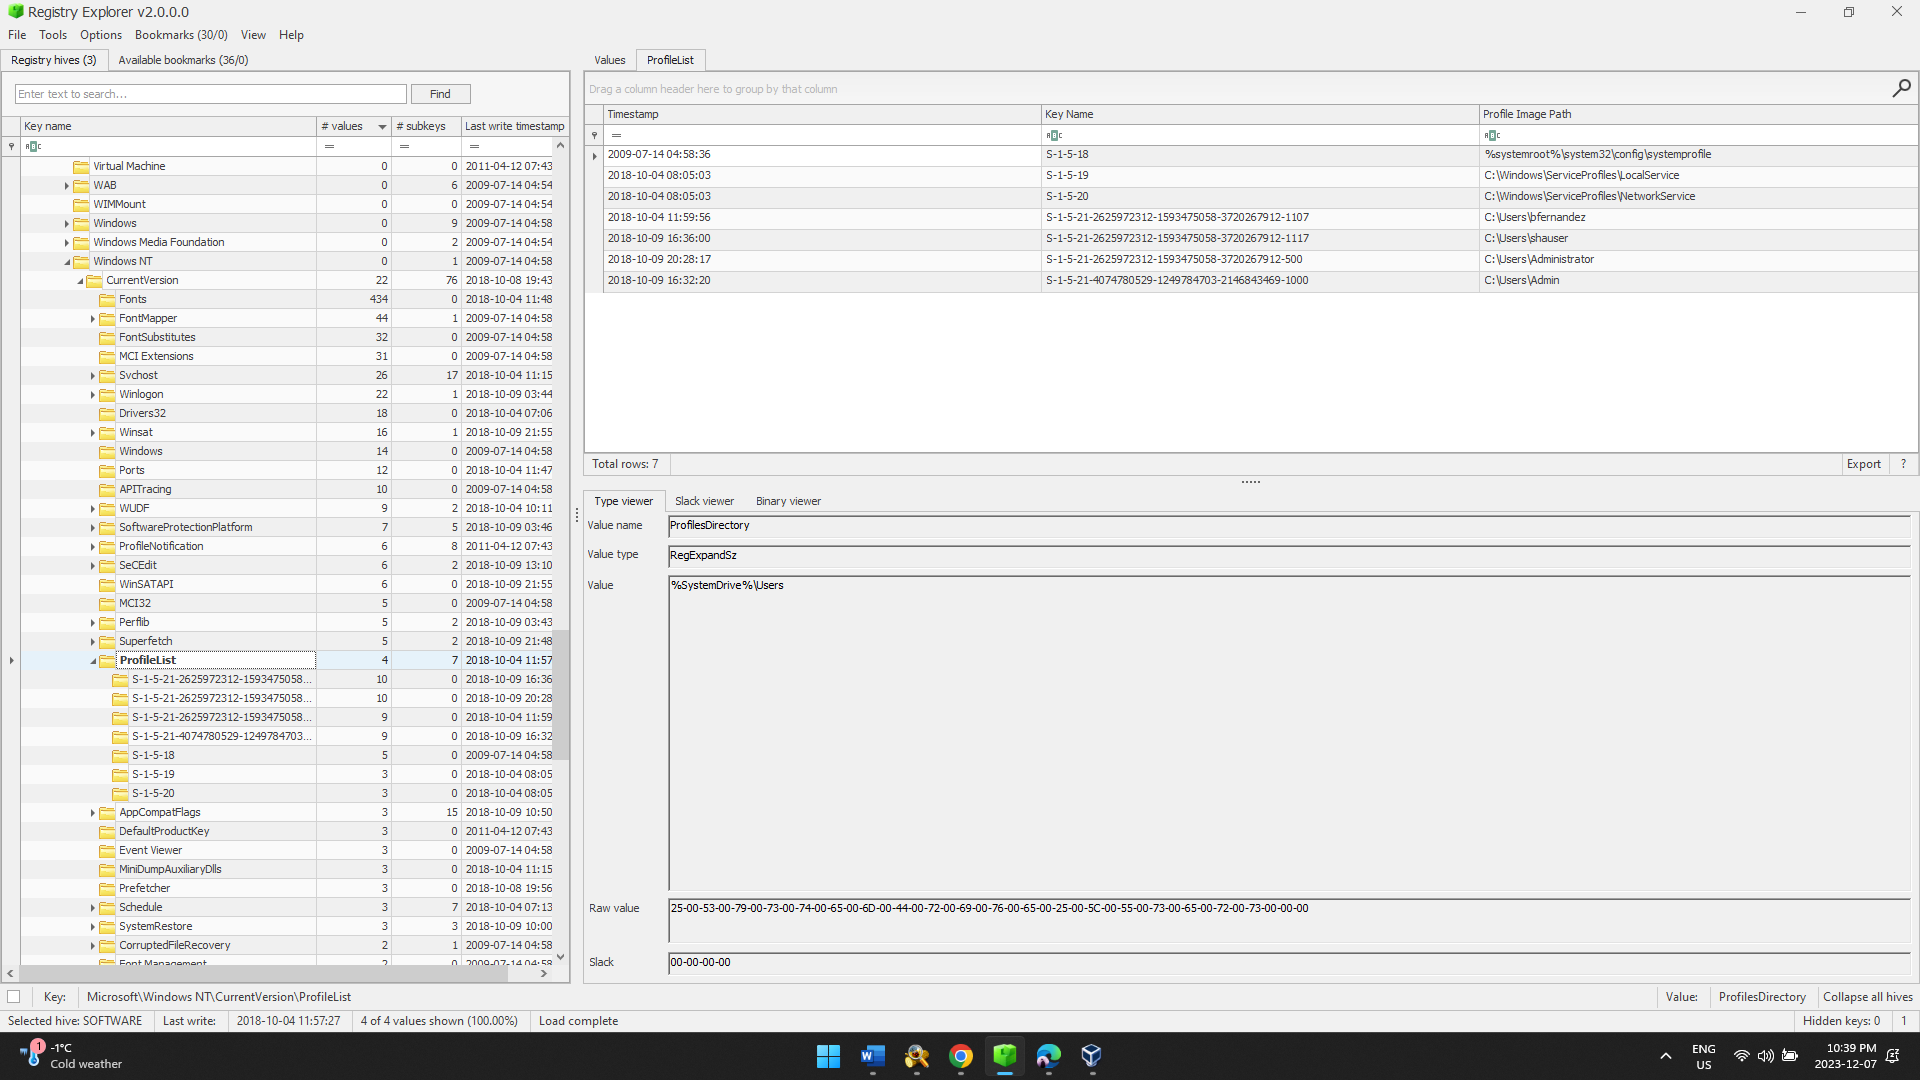 Registry Explorer v2.0.0.0
File Tools Options Bookmarks (30/0) View Help
Registry hives (3) Available bookmarks (36/0)
Enter text to search... Find
Key name # values # subkeys Last write timestamp
Virtual Machine 0 0 2011-04-12 07:43
WAB 0 6 2009-07-14 04:54
WIMMount 0 0 2009-07-14 04:54
Windows 0 9 2009-07-14 04:58
Windows Media Foundation 0 2 2009-07-14 04:54
Windows NT 0 1 2009-07-14 04:58
CurrentVersion 22 76 2018-10-08 19:43
Fonts 434 0 2018-10-04 11:48
FontMapper 44 1 2009-07-14 04:58
FontSubstitutes 32 0 2009-07-14 04:58
MCI Extensions 31 0 2009-07-14 04:58
Svchost 26 17 2018-10-04 11:15
Winlogon 22 1 2018-10-09 03:44
Drivers32 18 0 2018-10-04 07:06
Winsat 16 1 2018-10-09 21:55
Windows 14 0 2009-07-14 04:58
Ports 12 0 2018-10-04 11:47
APITracing 10 0 2009-07-14 04:58
WUDF 9 2 2018-10-04 10:11
SoftwareProtectionPlatform 7 5 2018-10-09 03:46
ProfileNotification 6 8 2011-04-12 07:43
SeCEdit 6 2 2018-10-09 13:10
WinSATAPI 6 0 2018-10-09 21:55
MCI32 5 0 2009-07-14 04:58
Perflib 5 2 2018-10-09 03:43
Superfetch 5 2 2018-10-09 21:48
ProfileList 4 7 2018-10-04 11:57
S-1-5-21-2625972312-1593475058... 10 0 2018-10-09 16:36
S-1-5-21-2625972312-1593475058... 10 0 2018-10-09 20:28
S-1-5-21-2625972312-1593475058... 9 0 2018-10-04 11:59
S-1-5-21-4074780529-1249784703... 9 0 2018-10-09 16:32
S-1-5-18 5 0 2009-07-14 04:58
S-1-5-19 3 0 2018-10-04 08:05
S-1-5-20 3 0 2018-10-04 08:05
AppCompatFlags 3 15 2018-10-09 10:50
DefaultProductKey 3 0 2011-04-12 07:43
Event Viewer 3 0 2009-07-14 04:58
MiniDumpAuxiliaryDlls 3 0 2018-10-04 11:15
Prefetcher 3 0 2018-10-08 19:56
Schedule 3 7 2018-10-04 07:13
SystemRestore 3 3 2018-10-09 10:00
CorruptedFileRecovery 2 1 2009-07-14 04:58
Font Management 2 0 2009-07-14 04:58
Values ProfileList
Drag a column header here to group by that column
Timestamp Key Name Profile Image Path
2009-07-14 04:58:36 S-1-5-18 %systemroot%\system32\config\systemprofile
2018-10-04 08:05:03 S-1-5-19 C:\Windows\ServiceProfiles\LocalService
2018-10-04 08:05:03 S-1-5-20 C:\Windows\ServiceProfiles\NetworkService
2018-10-04 11:59:56 S-1-5-21-2625972312-1593475058-3720267912-1107 C:\Users\bfernandez
2018-10-09 16:36:00 S-1-5-21-2625972312-1593475058-3720267912-1117 C:\Users\shauser
2018-10-09 20:28:17 S-1-5-21-2625972312-1593475058-3720267912-500 C:\Users\Administrator
2018-10-09 16:32:20 S-1-5-21-4074780529-1249784703-2146843469-1000 C:\Users\Admin
Total rows: 7 Export ?
Type viewer Slack viewer Binary viewer
Value name ProfilesDirectory
Value type RegExpandSz
Value %SystemDrive%\Users
Raw value 25-00-53-00-79-00-73-00-74-00-65-00-6D-00-44-00-72-00-69-00-76-00-65-00-25-00-5C-00-55-00-73-00-65-00-72-00-73-00-00-00
Slack 00-00-00-00
Key: Microsoft\Windows NT\CurrentVersion\ProfileList Value: ProfilesDirectory Collapse all hives
Selected hive: SOFTWARE Last write: 2018-10-04 11:57:27 4 of 4 values shown (100.00%) Load complete Hidden keys: 0 1
1 -1°C
Cold weather
ENG
US
10:39 PM
2023-12-07